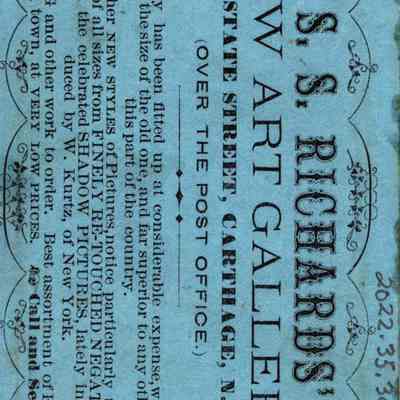 2022.35.3
S. S. RICHARDS'
W ART GALLER
STATE STREET, CARTHAGE, N.
(OVER THE POST OFFICE.)
y has been fitted up at considerable expense, w
the size of the old one, and far superior to any oth
this part of the country.
her NEW STYLES of Pictures, notice particularly
of all sizes from FINELY RE-TOUCHED NEGAT
the celebrated SHADOW PICTURES, lately in
duced by W. Kurtz, of New York.
G and other work to order. Best assortment of
town, at VERY LOW PRICES. Call and Se